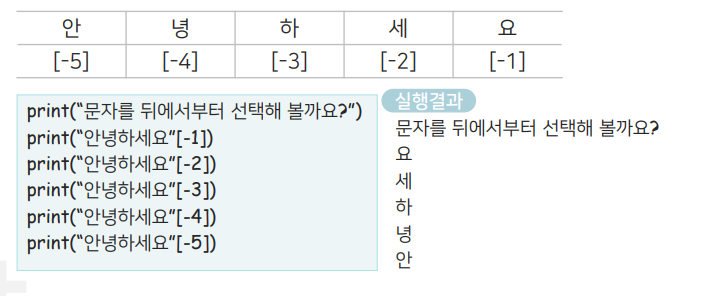 안 녕 하 세 요
[-5] [-4] [-3] [-2] [-1]
print(“문자를 뒤에서부터 선택해 볼까요?”)
print(“안녕하세요”[-1])
print(“안녕하세요”[-2])
print(“안녕하세요”[-3])
print(“안녕하세요”[-4])
print(“안녕하세요”[-5])
실행결과
문자를 뒤에서부터 선택해 볼까요?
요
세
하
녕
안